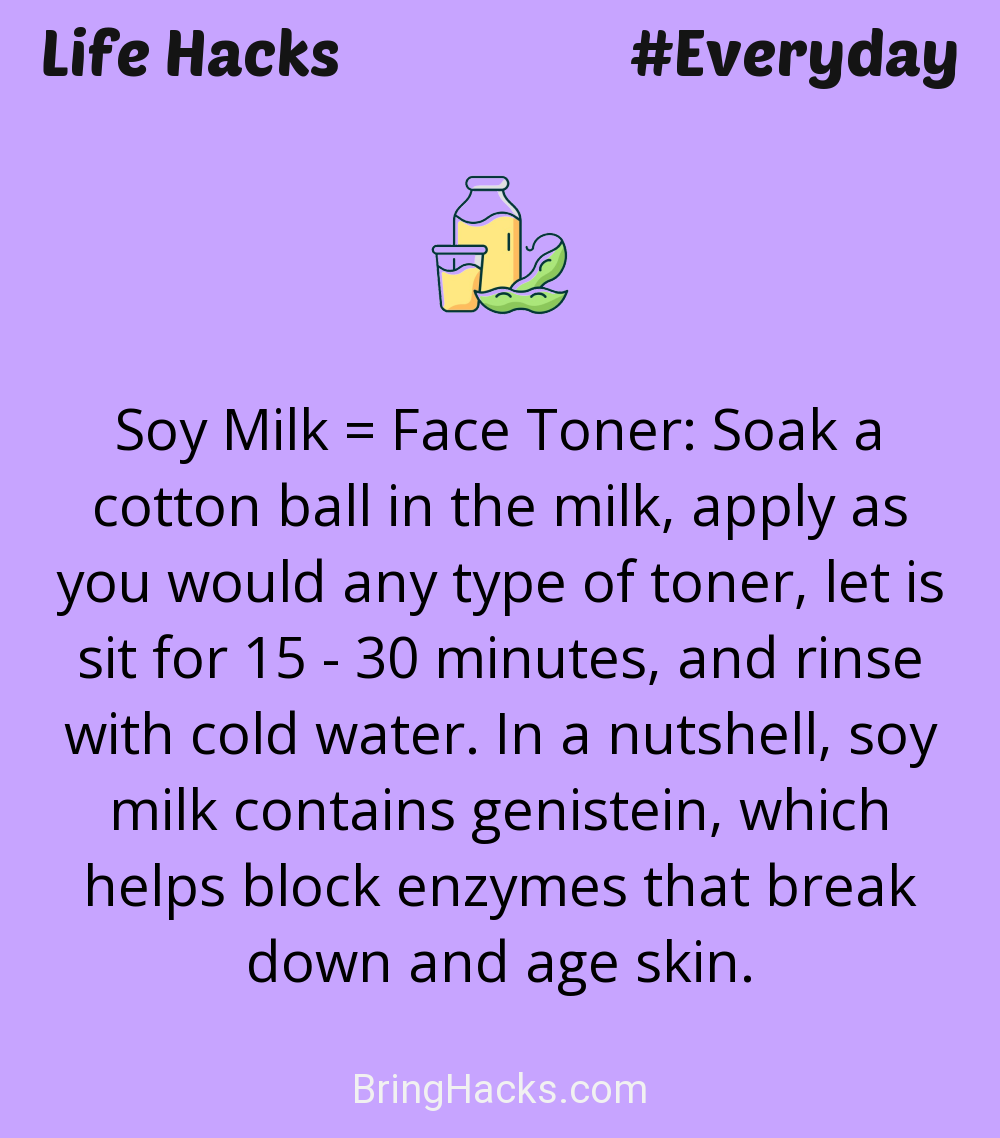 Life Hacks
#Everyday
Soy Milk = Face Toner: Soak a
cotton ball in the milk, apply as
you would any type of toner, let is
sit for 15 - 30 minutes, and rinse
with cold water. In a nutshell, soy
milk contains genistein, which
helps block enzymes that break
down and age skin.
BringHacks.com